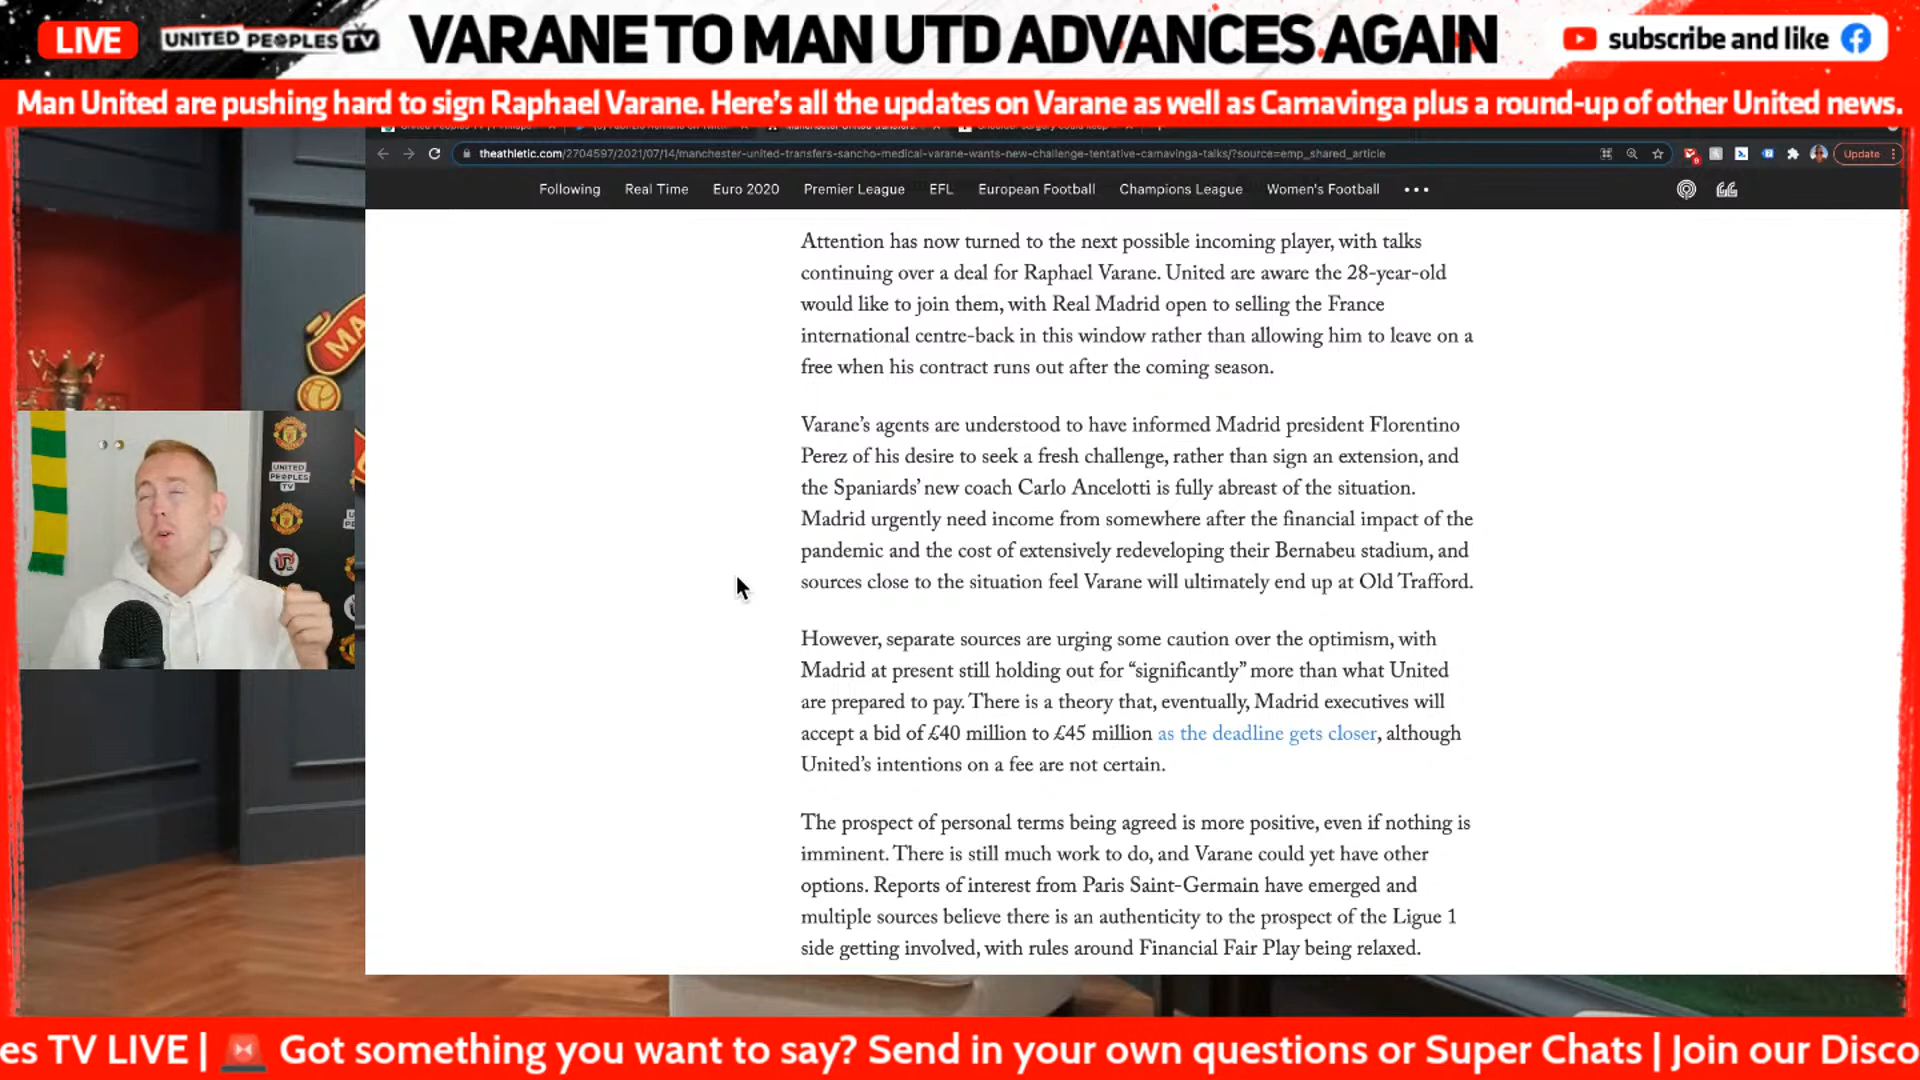 LIVE
UNITED PEOPLES TV
VARANE TO MAN UTD ADVANCES AGAIN
subscribe and like
Man United are pushing hard to sign Raphael Varane. Here's all the updates on Varane as well as Camavinga plus a round-up of other United news.
theathletic.com/2704597/2021/07/14/manchester-united-transfers-sancho-medical-varane-wants-new-challenge-tentative-camavinga-talks/?source=emp_shared_article
Update
Following Real Time Euro 2020 Premier League EFL European Football Champions League Women's Football
Attention has now turned to the next possible incoming player, with talks
continuing over a deal for Raphael Varane. United are aware the 28-year-old
would like to join them, with Real Madrid open to selling the France
international centre-back in this window rather than allowing him to leave on a
free when his contract runs out after the coming season.
Varane's agents are understood to have informed Madrid president Florentino
Perez of his desire to seek a fresh challenge, rather than sign an extension, and
the Spaniards' new coach Carlo Ancelotti is fully abreast of the situation.
Madrid urgently need income from somewhere after the financial impact of the
pandemic and the cost of extensively redeveloping their Bernabeu stadium, and
sources close to the situation feel Varane will ultimately end up at Old Trafford.
However, separate sources are urging some caution over the optimism, with
Madrid at present still holding out for “significantly” more than what United
are prepared to pay. There is a theory that, eventually, Madrid executives will
accept a bid of £40 million to £45 million as the deadline gets closer, although
United's intentions on a fee are not certain.
The prospect of personal terms being agreed is more positive, even if nothing is
imminent. There is still much work to do, and Varane could yet have other
options. Reports of interest from Paris Saint-Germain have emerged and
multiple sources believe there is an authenticity to the prospect of the Ligue 1
side getting involved, with rules around Financial Fair Play being relaxed.
UNITED
PEOPLES
TV
es TV LIVE | Got something you want to say? Send in your own questions or Super Chats | Join our Disco